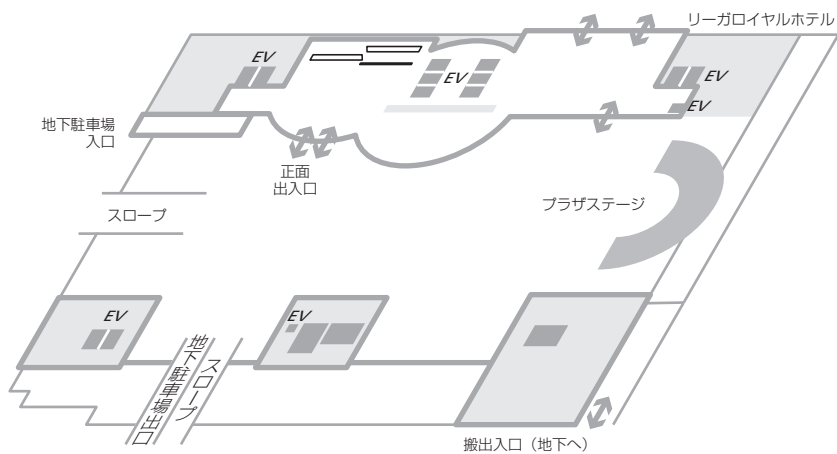 リーガロイヤルホテル
EV
EV
EV
EV
地下駐車場
入口
正面
出入口
スロープ
プラザステージ
EV
EV
スロープ
地下駐車場出口
搬出入口（地下へ）